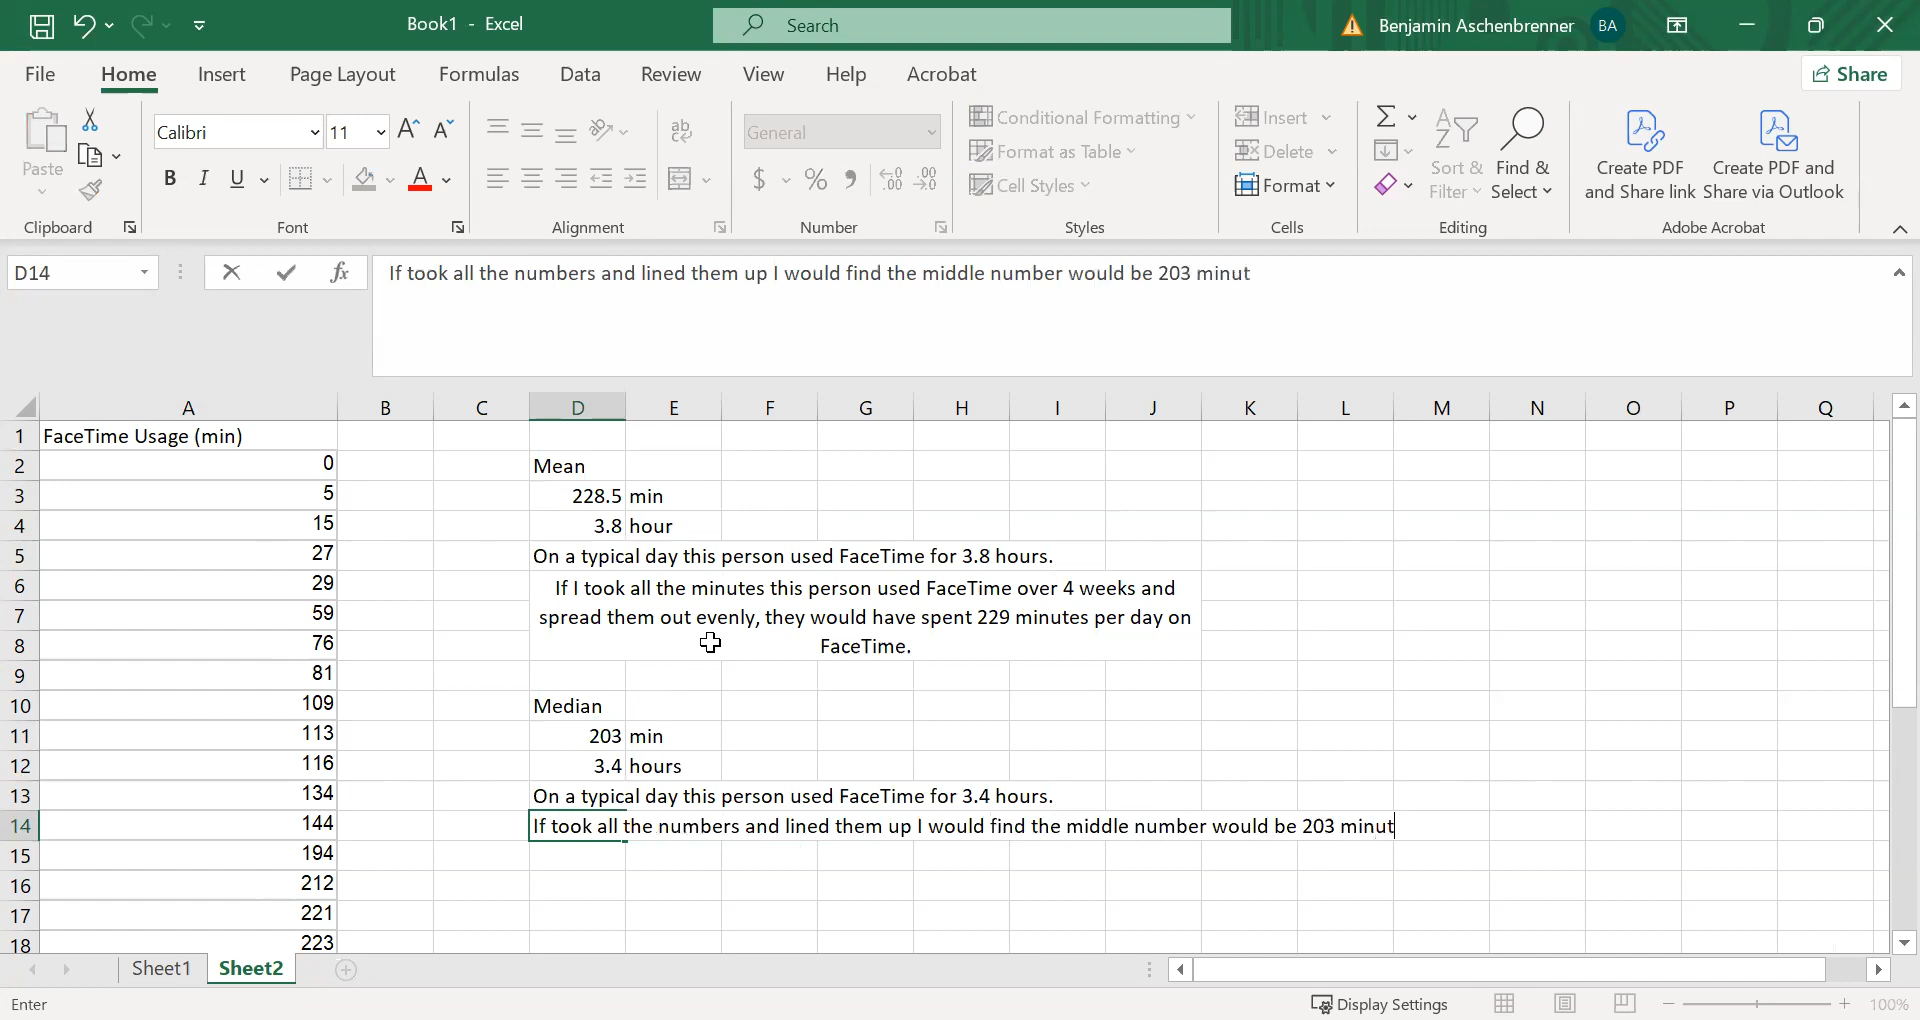 Book1 - Excel
Search
Benjamin Aschenbrenner
BA
File Home Insert Page Layout Formulas Data Review View Help Acrobat
Share
Paste
Clipboard
Calibri 11
B I U A
Font
ab
Alignment
General
$ % 9
Number
Conditional Formatting
Format as Table
Cell Styles
Styles
Insert
Delete
Format
Cells
Sort &
Filter
Find &
Select
Editing
Create PDF
and Share link
Create PDF and
Share via Outlook
Adobe Acrobat
D14
fx
If took all the numbers and lined them up I would find the middle number would be 203 minut
A B C D E F G H I J K L M N O P Q
1 FaceTime Usage (min)
2 0 Mean
3 5 228.5 min
4 15 3.8 hour
5 27 On a typical day this person used FaceTime for 3.8 hours.
6 29 If I took all the minutes this person used FaceTime over 4 weeks and
7 59 spread them out evenly, they would have spent 229 minutes per day on
8 76 FaceTime.
9 81
10 109 Median
11 113 203 min
12 116 3.4 hours
13 134 On a typical day this person used FaceTime for 3.4 hours.
14 144 If took all the numbers and lined them up I would find the middle number would be 203 minut
15 194
16 212
17 221
18 223
Sheet1 Sheet2
Enter
Display Settings
100%